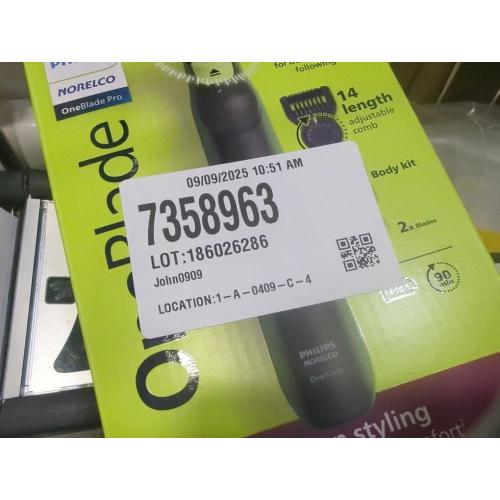 NORELCO
OneBlade Pro
following
14
length
adjustable
comb
Body kit
2x Blades
90
min
OneBlade
09/09/2025 10:51 AM
7358963
LOT:186026286
John0909
LOCATION:1-A-0409-C-4
PHILIPS
NORELCO
OneBlade
styling